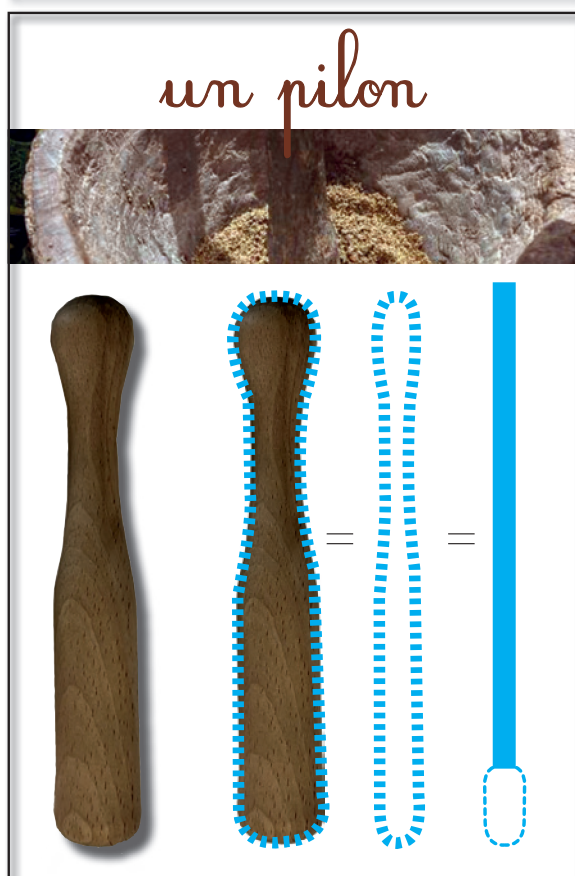 un pilon
=
=